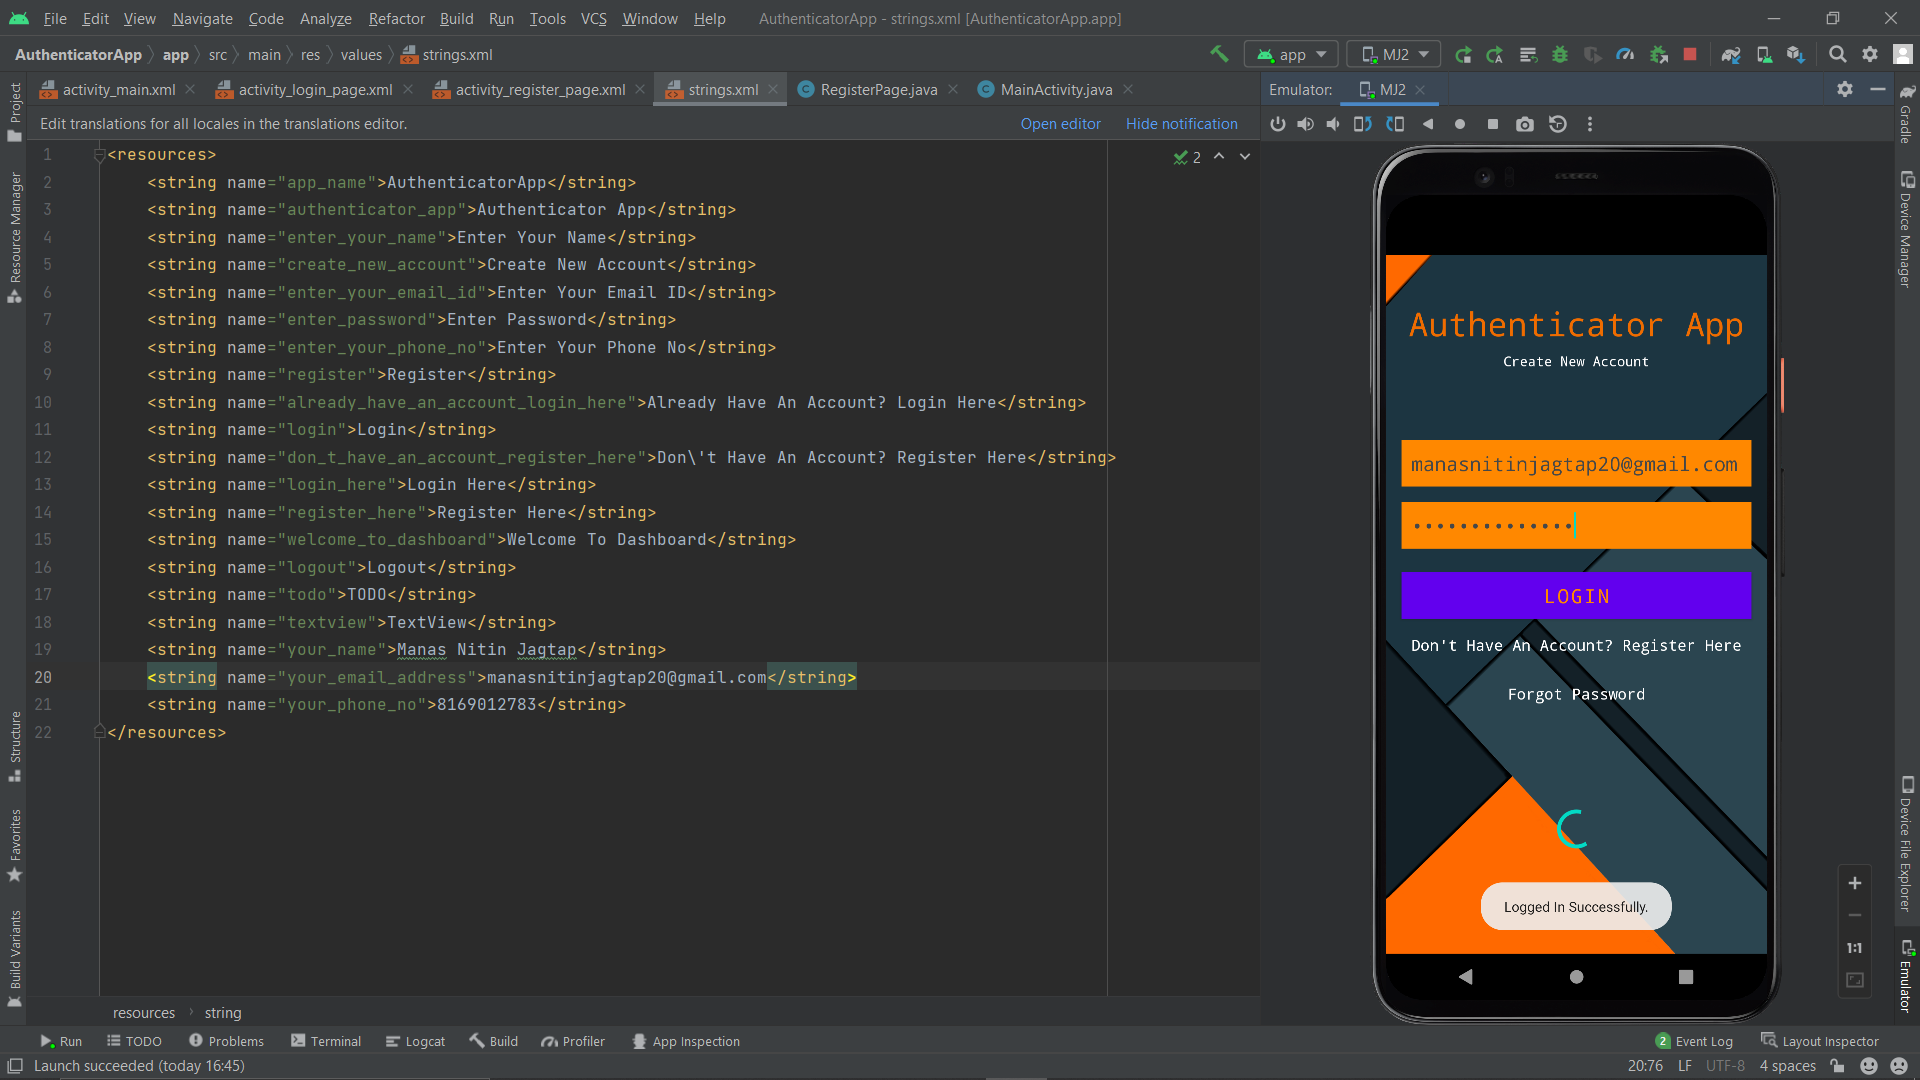 File Edit View Navigate Code Analyze Refactor Build Run Tools VCS Window Help AuthenticatorApp - strings.xml [AuthenticatorApp.app]
AuthenticatorApp app src main res values strings.xml app MJ2
activity_main.xml activity_login_page.xml activity_register_page.xml strings.xml RegisterPage.java MainActivity.java Emulator: MJ2
Edit translations for all locales in the translations editor. Open editor Hide notification
2
1 <resources>
2 <string name="app_name">AuthenticatorApp</string>
3 <string name="authenticator_app">Authenticator App</string>
4 <string name="enter_your_name">Enter Your Name</string>
5 <string name="create_new_account">Create New Account</string>
6 <string name="enter_your_email_id">Enter Your Email ID</string>
7 <string name="enter_password">Enter Password</string>
8 <string name="enter_your_phone_no">Enter Your Phone No</string>
9 <string name="register">Register</string>
10 <string name="already_have_an_account_login_here">Already Have An Account? Login Here</string>
11 <string name="login">Login</string>
12 <string name="don_t_have_an_account_register_here">Don\'t Have An Account? Register Here</string>
13 <string name="login_here">Login Here</string>
14 <string name="register_here">Register Here</string>
15 <string name="welcome_to_dashboard">Welcome To Dashboard</string>
16 <string name="logout">Logout</string>
17 <string name="todo">TODO</string>
18 <string name="textview">TextView</string>
19 <string name="your_name">Manas Nitin Jagtap</string>
20 <string name="your_email_address">manasnitinjagtap20@gmail.com</string>
21 <string name="your_phone_no">8169012783</string>
22 </resources>
Project
Resource Manager
Structure
Favorites
Build Variants
Authenticator App
Create New Account
manasnitinjagtap20@gmail.com
••••••••••••••
LOGIN
Don't Have An Account? Register Here
Forgot Password
Logged In Successfully.
1:1
Gradle
Device Manager
Device File Explorer
Emulator
resources string
Run TODO Problems Terminal Logcat Build Profiler App Inspection 2 Event Log Layout Inspector
Launch succeeded (today 16:45) 20:76 LF UTF-8 4 spaces